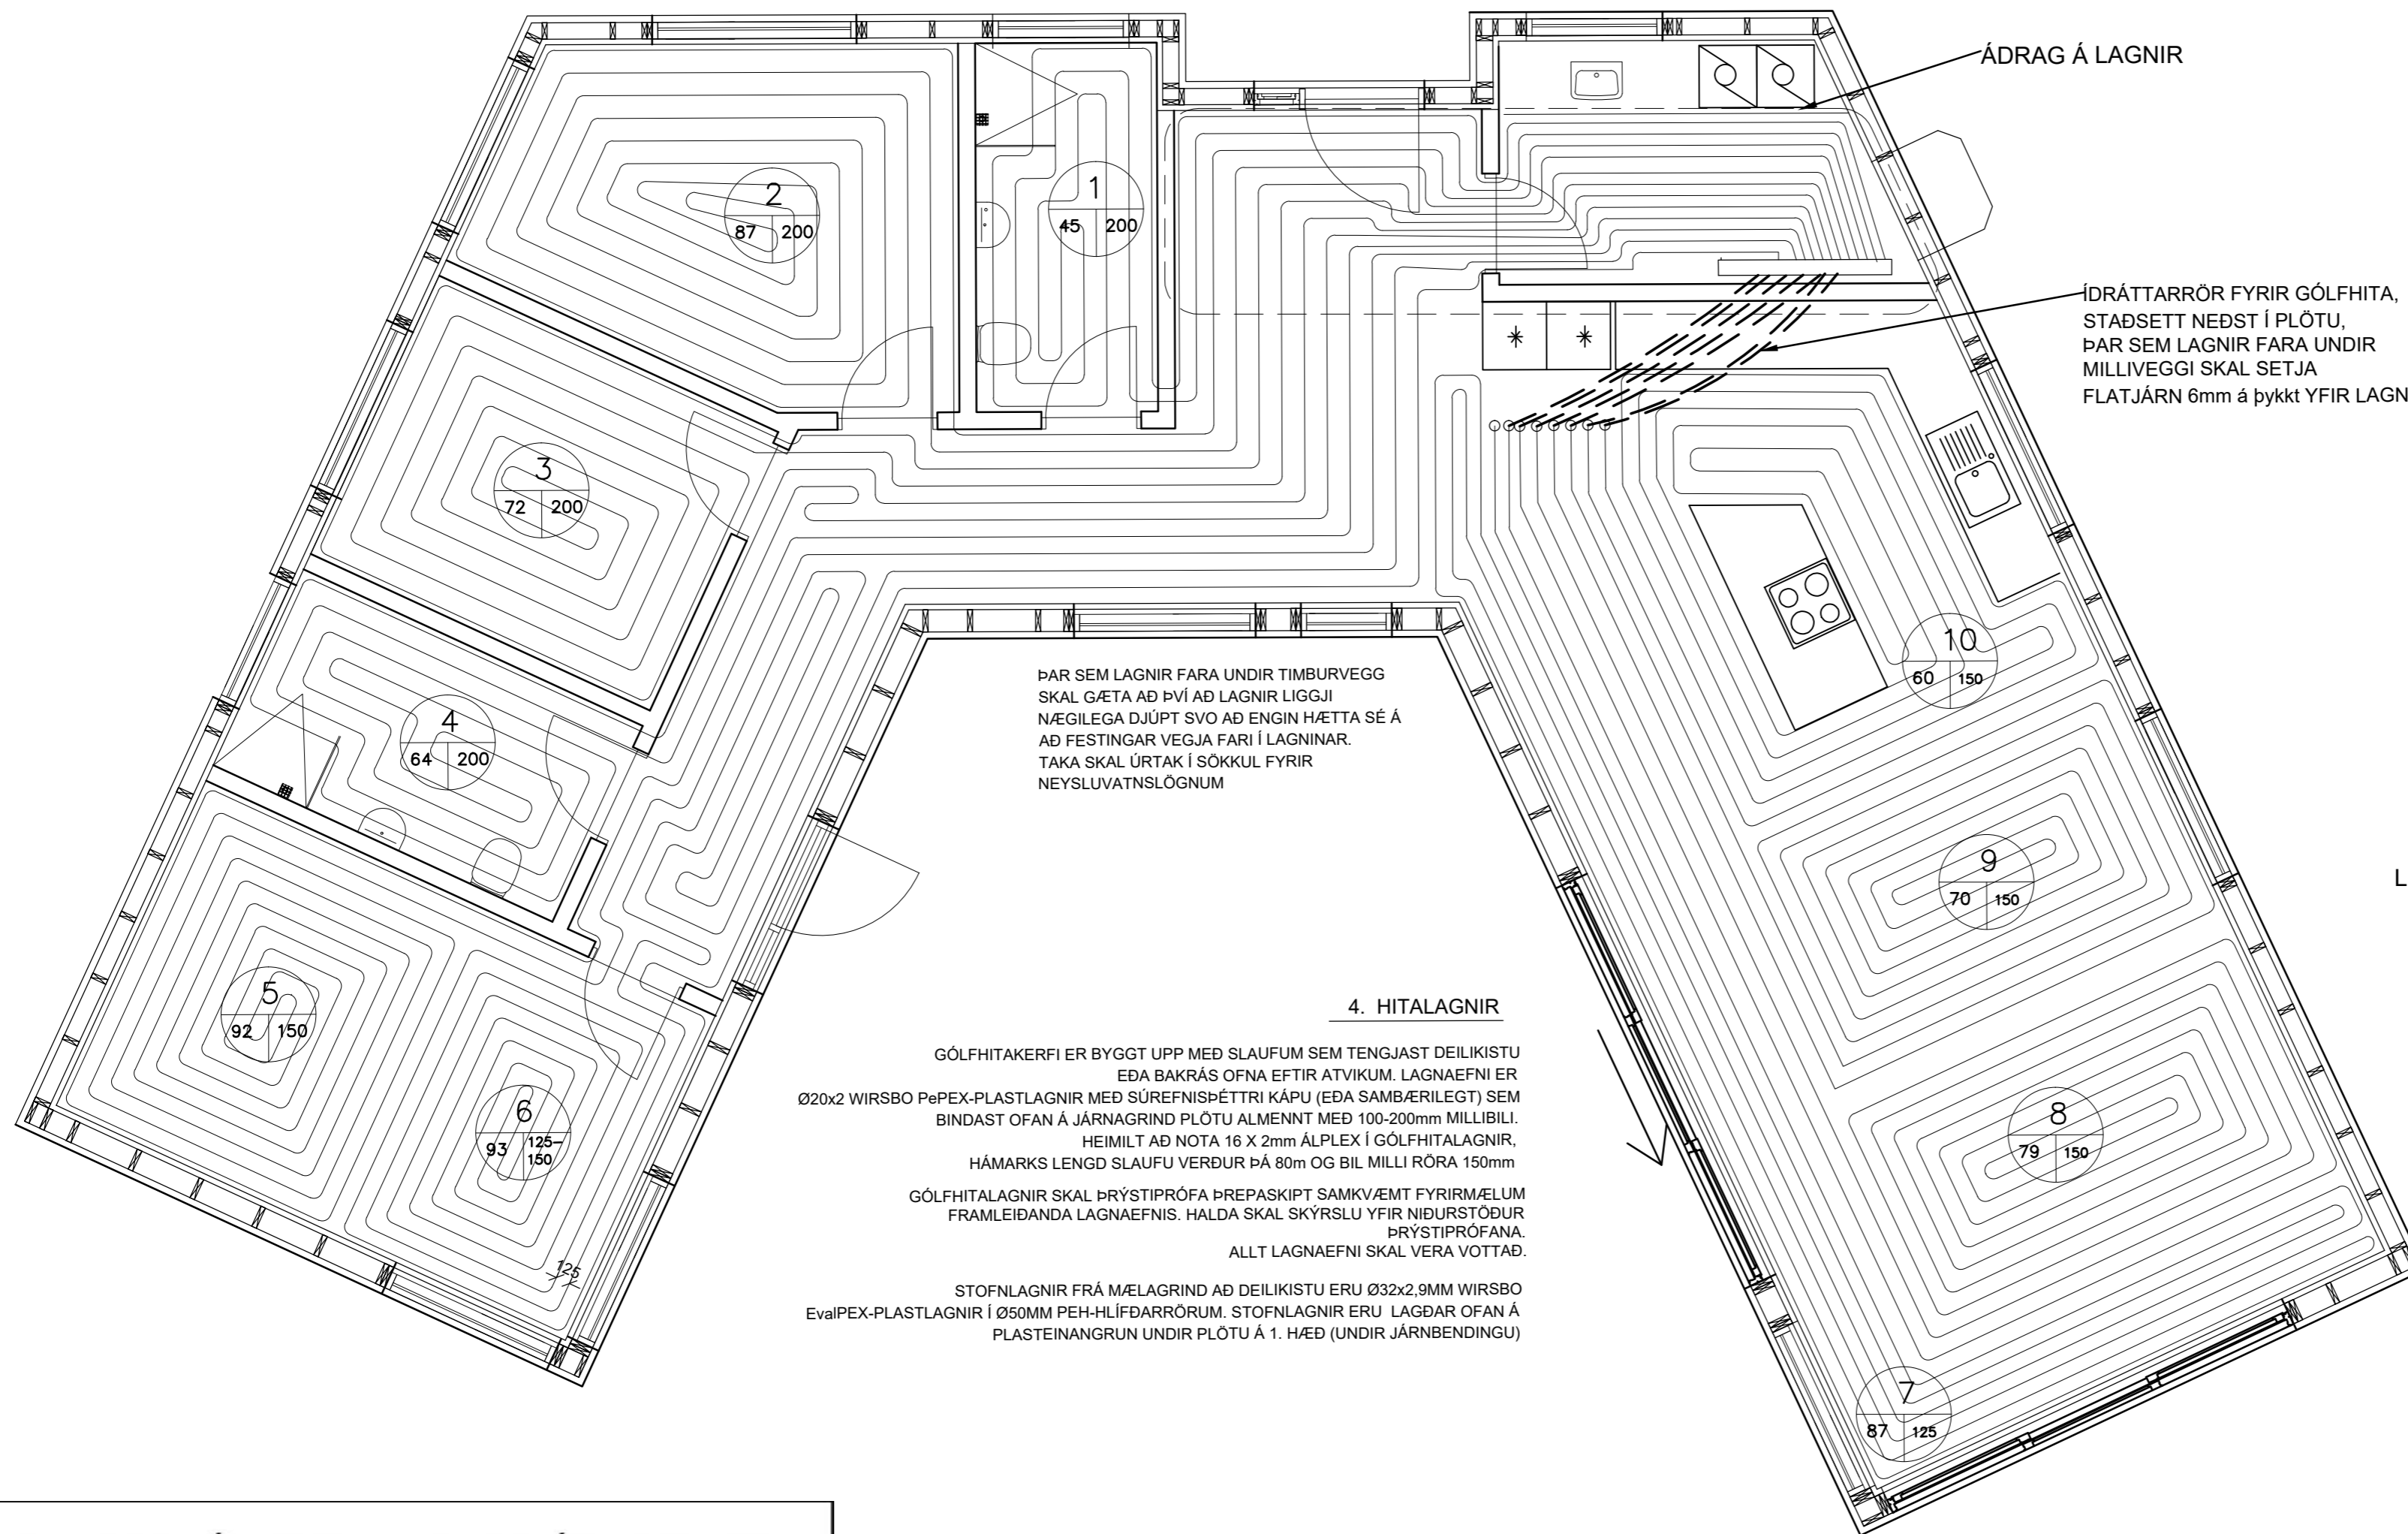 ÁDRAG Á LAGNIR
ÍDRÁTTARRÖR FYRIR GÓLFHITA,
STAÐSETT NEÐST Í PLÖTU,
ÞAR SEM LAGNIR FARA UNDIR
MILLIVEGGI SKAL SETJA
FLATJÁRN 6mm á þykkt YFIR LAGN
2
87 200
1
45 200
3
72 200
4
64 200
5
92 150
6
93 125-
150
125
10
60 150
9
70 150
8
79 150
7
87 125
L
ÞAR SEM LAGNIR FARA UNDIR TIMBURVEGG
SKAL GÆTA AÐ ÞVÍ AÐ LAGNIR LIGGJI
NÆGILEGA DJÚPT SVO AÐ ENGIN HÆTTA SÉ Á
AÐ FESTINGAR VEGJA FARI Í LAGNINAR.
TAKA SKAL ÚRTAK Í SÖKKUL FYRIR
NEYSLUVATNSLÖGNUM
4. HITALAGNIR
GÓLFHITAKERFI ER BYGGT UPP MEÐ SLAUFUM SEM TENGJAST DEILIKISTU
EÐA BAKRÁS OFNA EFTIR ATVIKUM. LAGNAEFNI ER
Ø20x2 WIRSBO PePEX-PLASTLAGNIR MEÐ SÚREFNISÞÉTTRI KÁPU (EÐA SAMBÆRILEGT) SEM
BINDAST OFAN Á JÁRNAGRIND PLÖTU ALMENNT MEÐ 100-200mm MILLIBILI.
HEIMILT AÐ NOTA 16 X 2mm ÁLPLEX Í GÓLFHITALAGNIR,
HÁMARKS LENGD SLAUFU VERÐUR ÞÁ 80m OG BIL MILLI RÖRA 150mm
GÓLFHITALAGNIR SKAL ÞRÝSTIPRÓFA ÞREPASKIPT SAMKVÆMT FYRIRMÆLUM
FRAMLEIÐANDA LAGNAEFNIS. HALDA SKAL SKÝRSLU YFIR NIÐURSTÖÐUR
ÞRÝSTIPRÓFANA.
ALLT LAGNAEFNI SKAL VERA VOTTAÐ.
STOFNLAGNIR FRÁ MÆLAGRIND AÐ DEILIKISTU ERU Ø32x2,9MM WIRSBO
EvalPEX-PLASTLAGNIR Í Ø50MM PEH-HLÍFÐARRÖRUM. STOFNLAGNIR ERU LAGÐAR OFAN Á
PLASTEINANGRUN UNDIR PLÖTU Á 1. HÆÐ (UNDIR JÁRNBENDINGU)